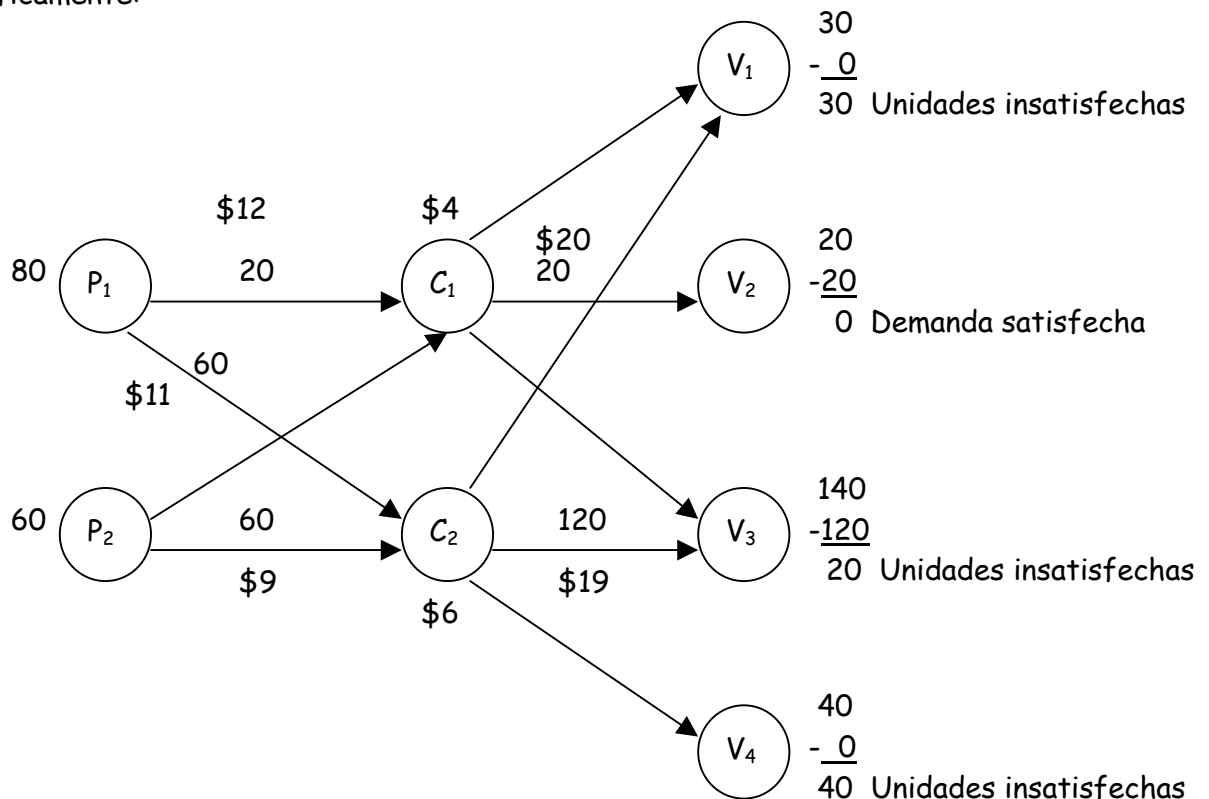 30
V₁
- 0
30 Unidades insatisfechas
$12
$4
$20
20
80
P₁
20
C₁
20
V₂
-20
0 Demanda satisfecha
60
$11
140
60
P₂
60
C₂
120
V₃
-120
20 Unidades insatisfechas
$9
$19
$6
40
V₄
- 0
40 Unidades insatisfechas